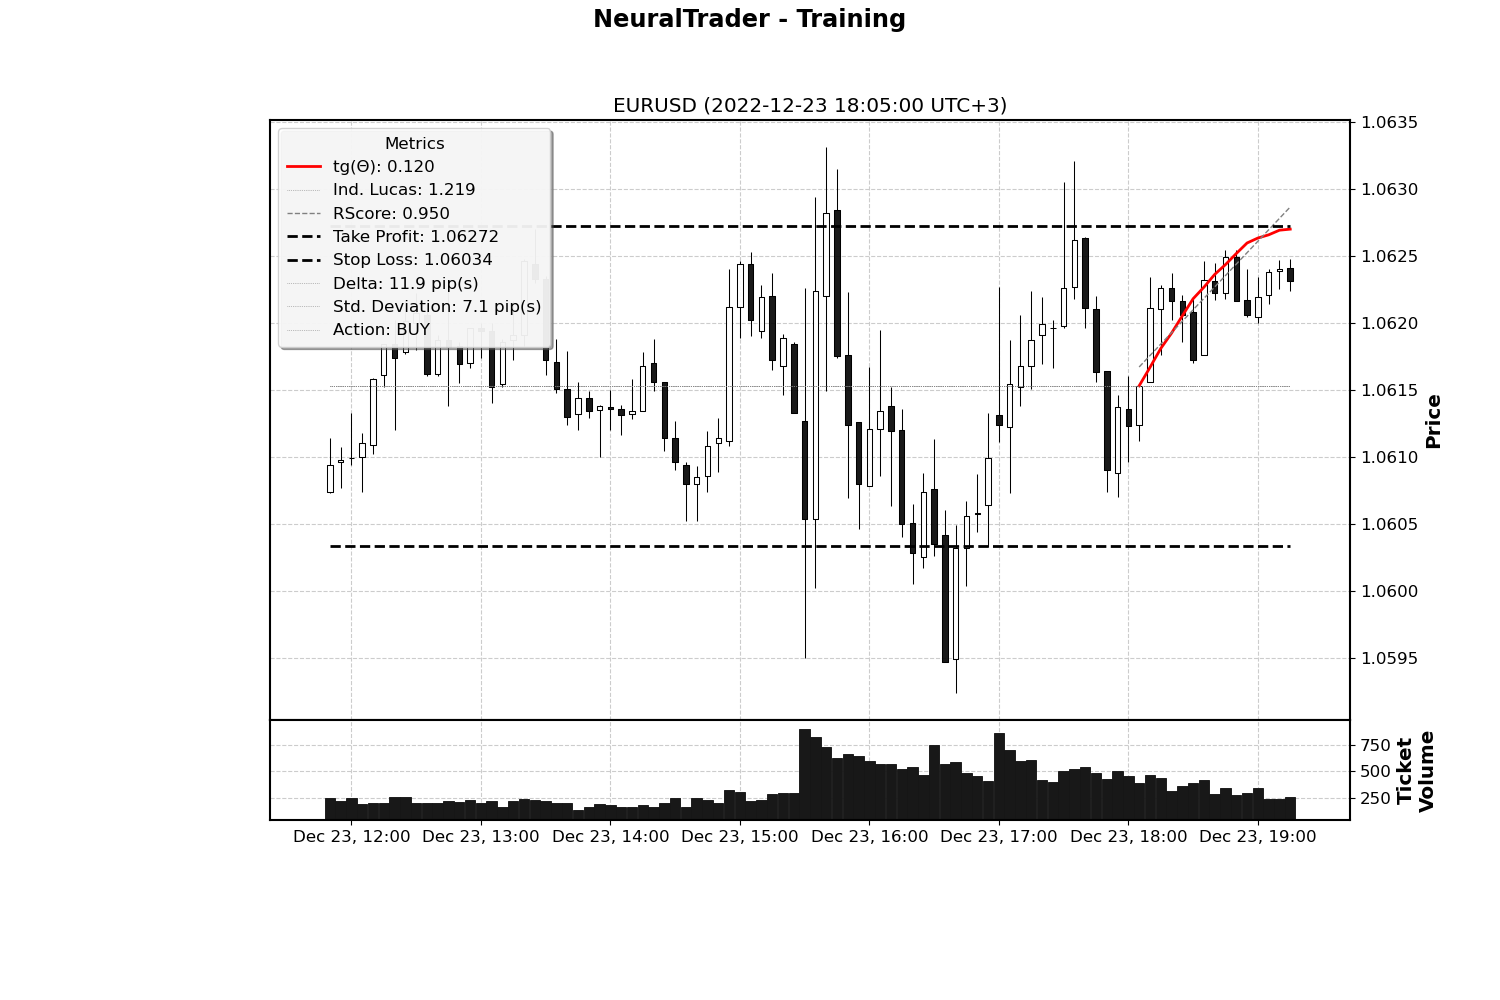 NeuralTrader - Training
EURUSD (2022-12-23 18:05:00 UTC+3)
Metrics
tg(Θ): 0.120
Ind. Lucas: 1.219
RScore: 0.950
Take Profit: 1.06272
Stop Loss: 1.06034
Delta: 11.9 pip(s)
Std. Deviation: 7.1 pip(s)
Action: BUY
1.0635
1.0630
1.0625
1.0620
1.0615
1.0610
1.0605
1.0600
1.0595
Price
750
500
250
Ticket
Volume
Dec 23, 12:00 Dec 23, 13:00 Dec 23, 14:00 Dec 23, 15:00 Dec 23, 16:00 Dec 23, 17:00 Dec 23, 18:00 Dec 23, 19:00